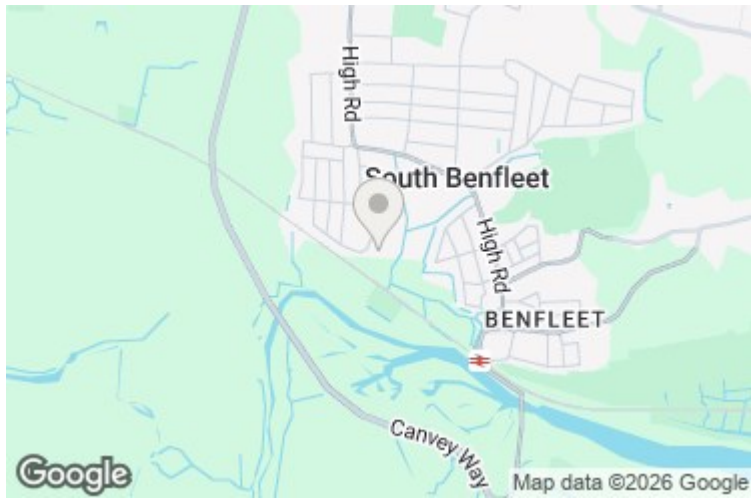 High Rd
South Benfleet
High Rd
BENFLEET
Canvey Way
Google
Map data ©2026 Google